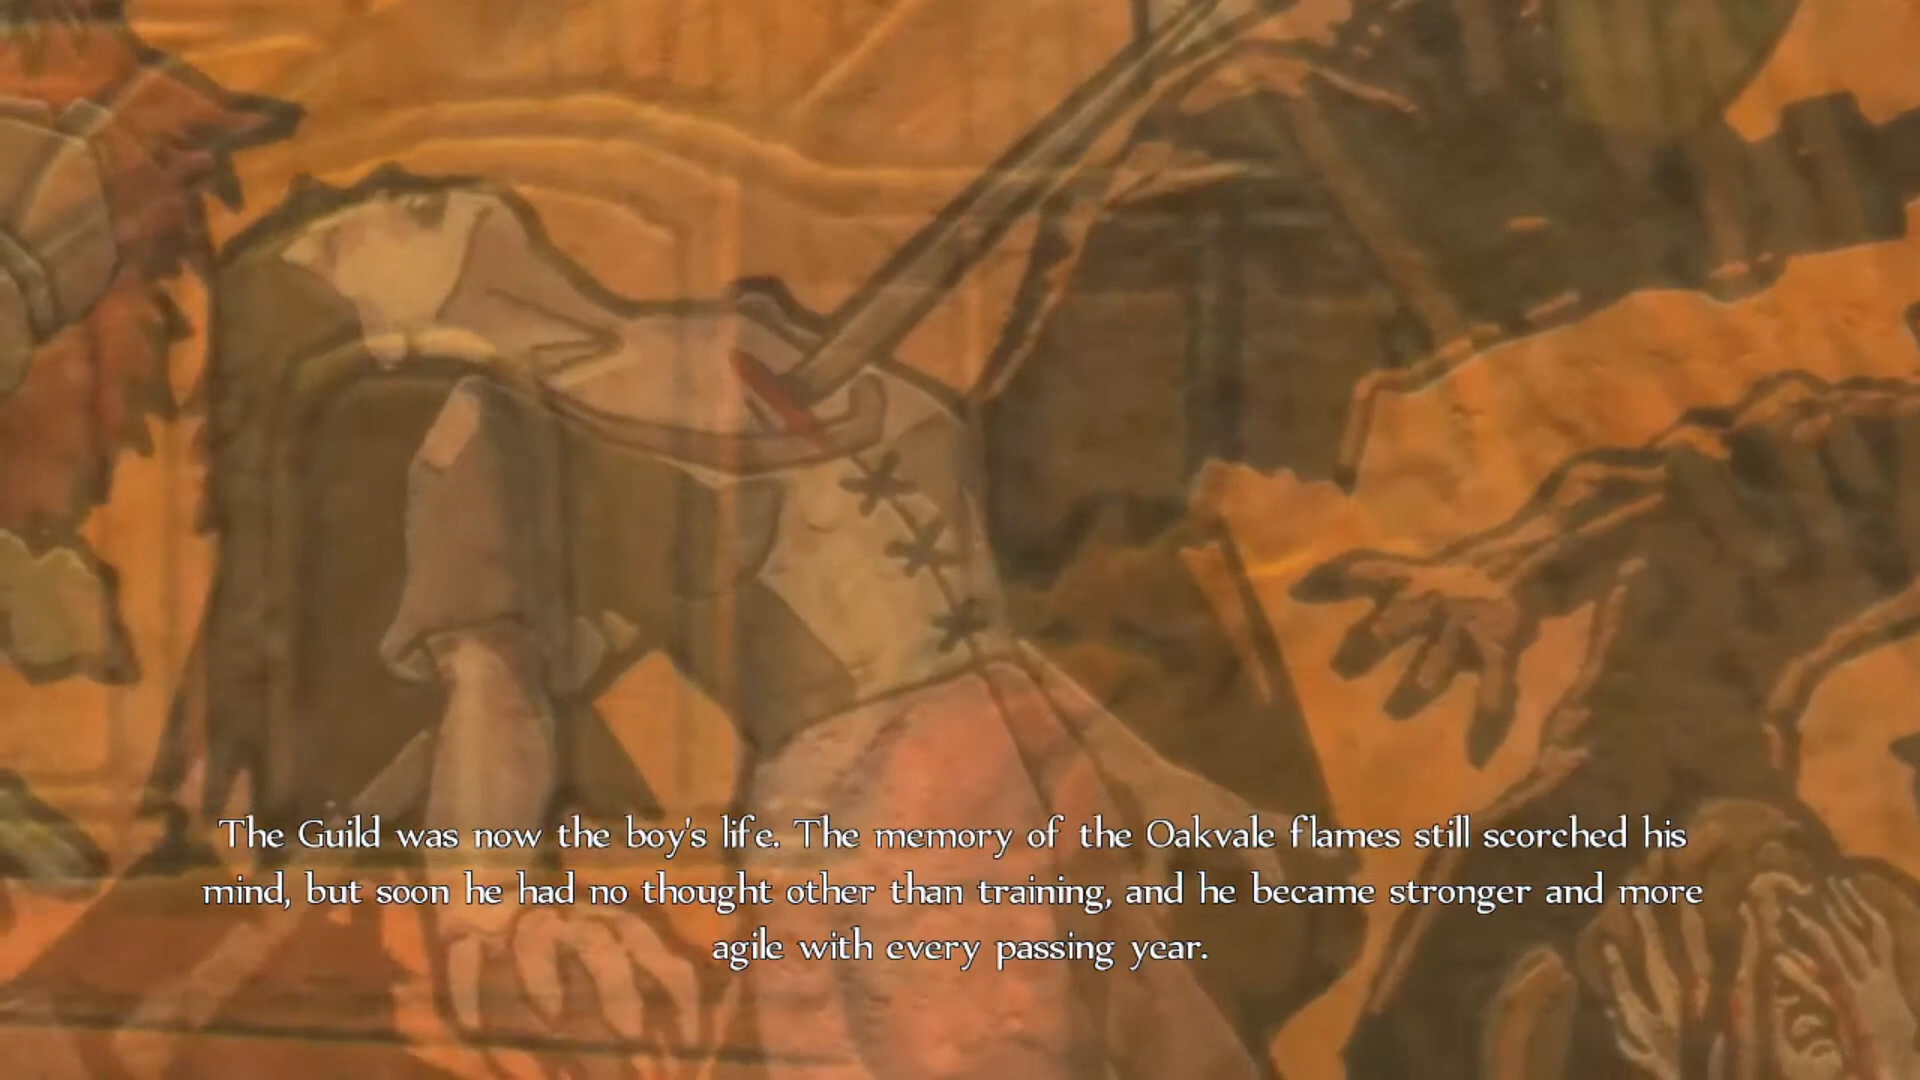 The Guild was now the boy's life. The memory of the Oakvale flames still scorched his
mind, but soon he had no thought other than training, and he became stronger and more
agile with every passing year.